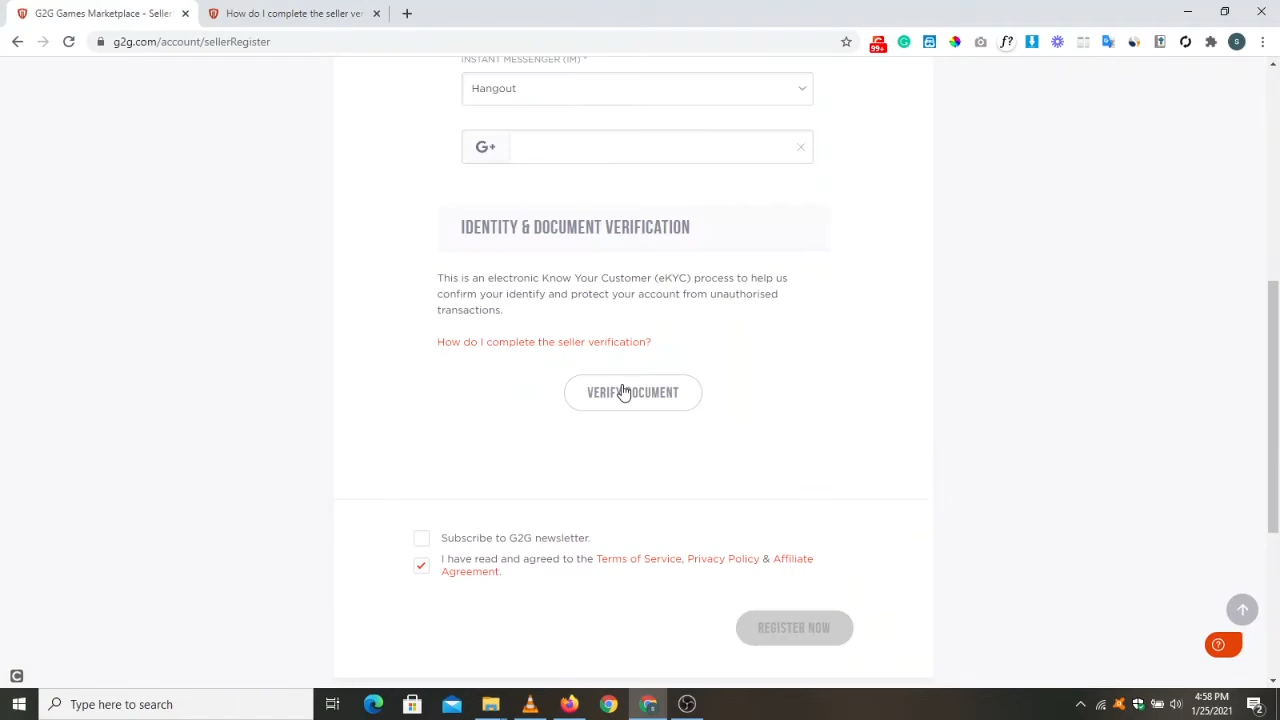 G2G Games Marketplace - Seller
How do I complete the seller ver
g2g.com/account/sellerRegister
99+
f?
S
INSTANT MESSENGER (IM) *
Hangout
G+
IDENTITY & DOCUMENT VERIFICATION
This is an electronic Know Your Customer (eKYC) process to help us
confirm your identify and protect your account from unauthorised
transactions.
How do I complete the seller verification?
VERIFY DOCUMENT
Subscribe to G2G newsletter.
I have read and agreed to the Terms of Service, Privacy Policy & Affiliate
Agreement.
REGISTER NOW
Type here to search
4:58 PM
1/25/2021
2